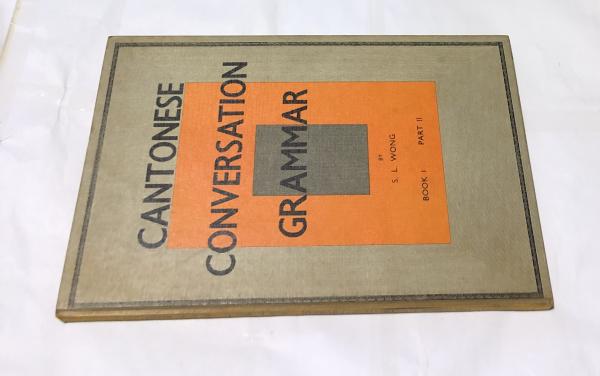 CANTONESE
CONVERSATION
GRAMMAR
BY
S. L. WONG
BOOK I PART II